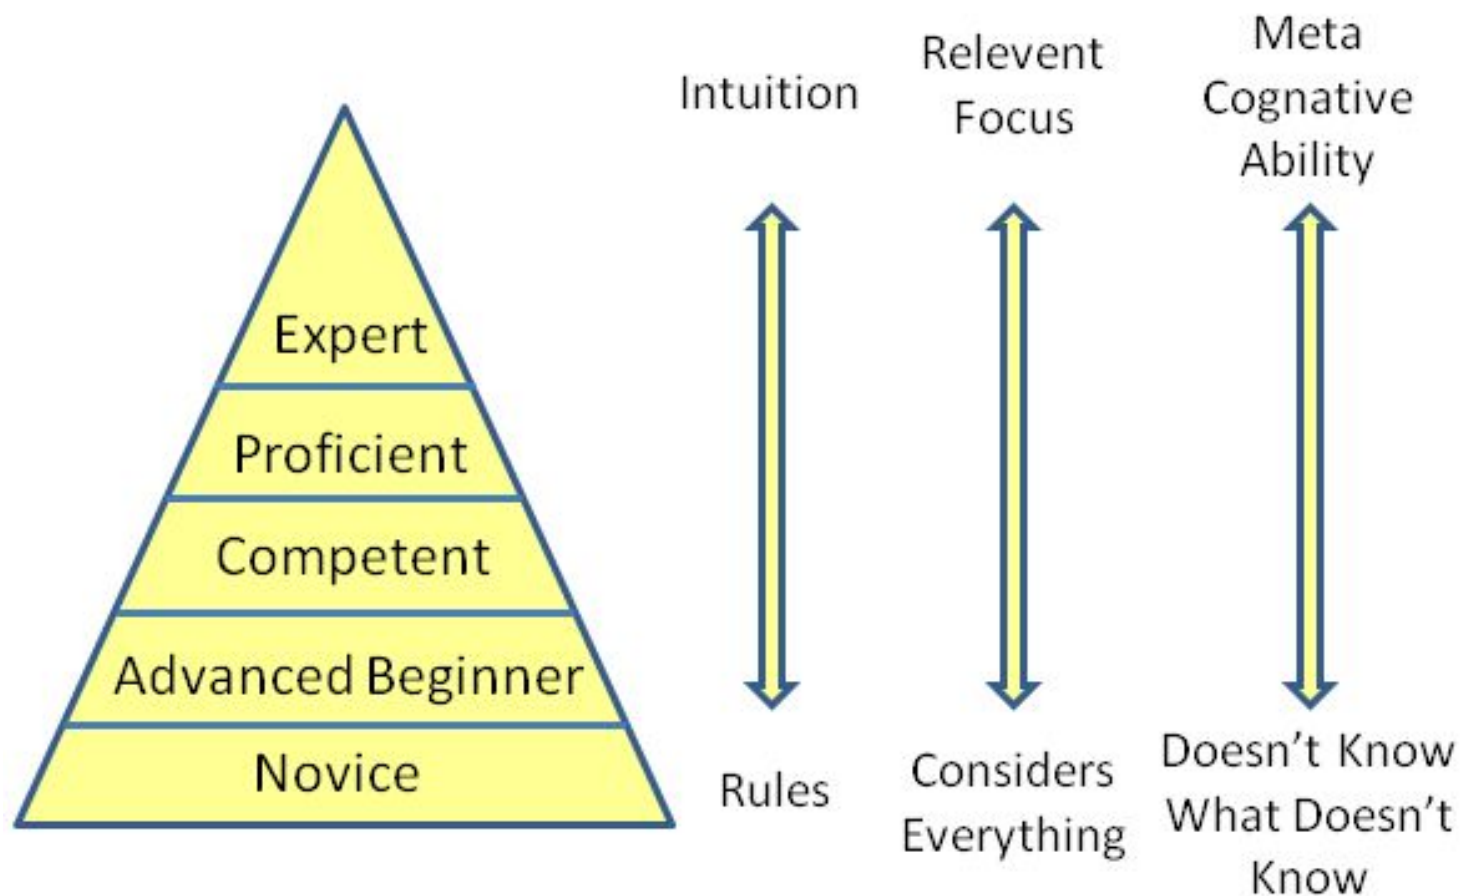 Expert
Proficient
Competent
Advanced Beginner
Novice
Intuition
Rules
Relevent
Focus
Considers
Everything
Meta
Cognative
Ability
Doesn't Know
What Doesn't
Know